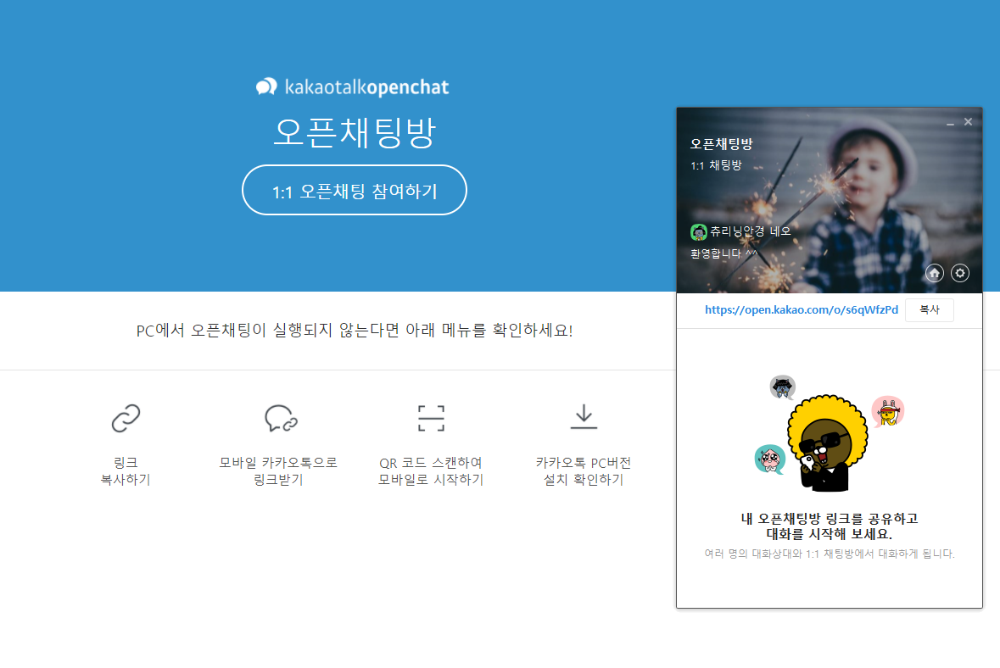 kakaotalkopenchat
오픈채팅방
1:1 오픈채팅 참여하기
PC에서 오픈채팅이 실행되지 않는다면 아래 메뉴를 확인하세요!
링크
복사하기
모바일 카카오톡으로
링크받기
QR 코드 스캔하여
모바일로 시작하기
카카오톡 PC버전
설치 확인하기
오픈채팅방
1:1 채팅방
츄리닝안경 네오
환영합니다 ^^
https://open.kakao.com/o/s6qWfzPd 복사
내 오픈채팅방 링크를 공유하고
대화를 시작해 보세요.
여러 명의 대화상대와 1:1 채팅방에서 대화하게 됩니다.